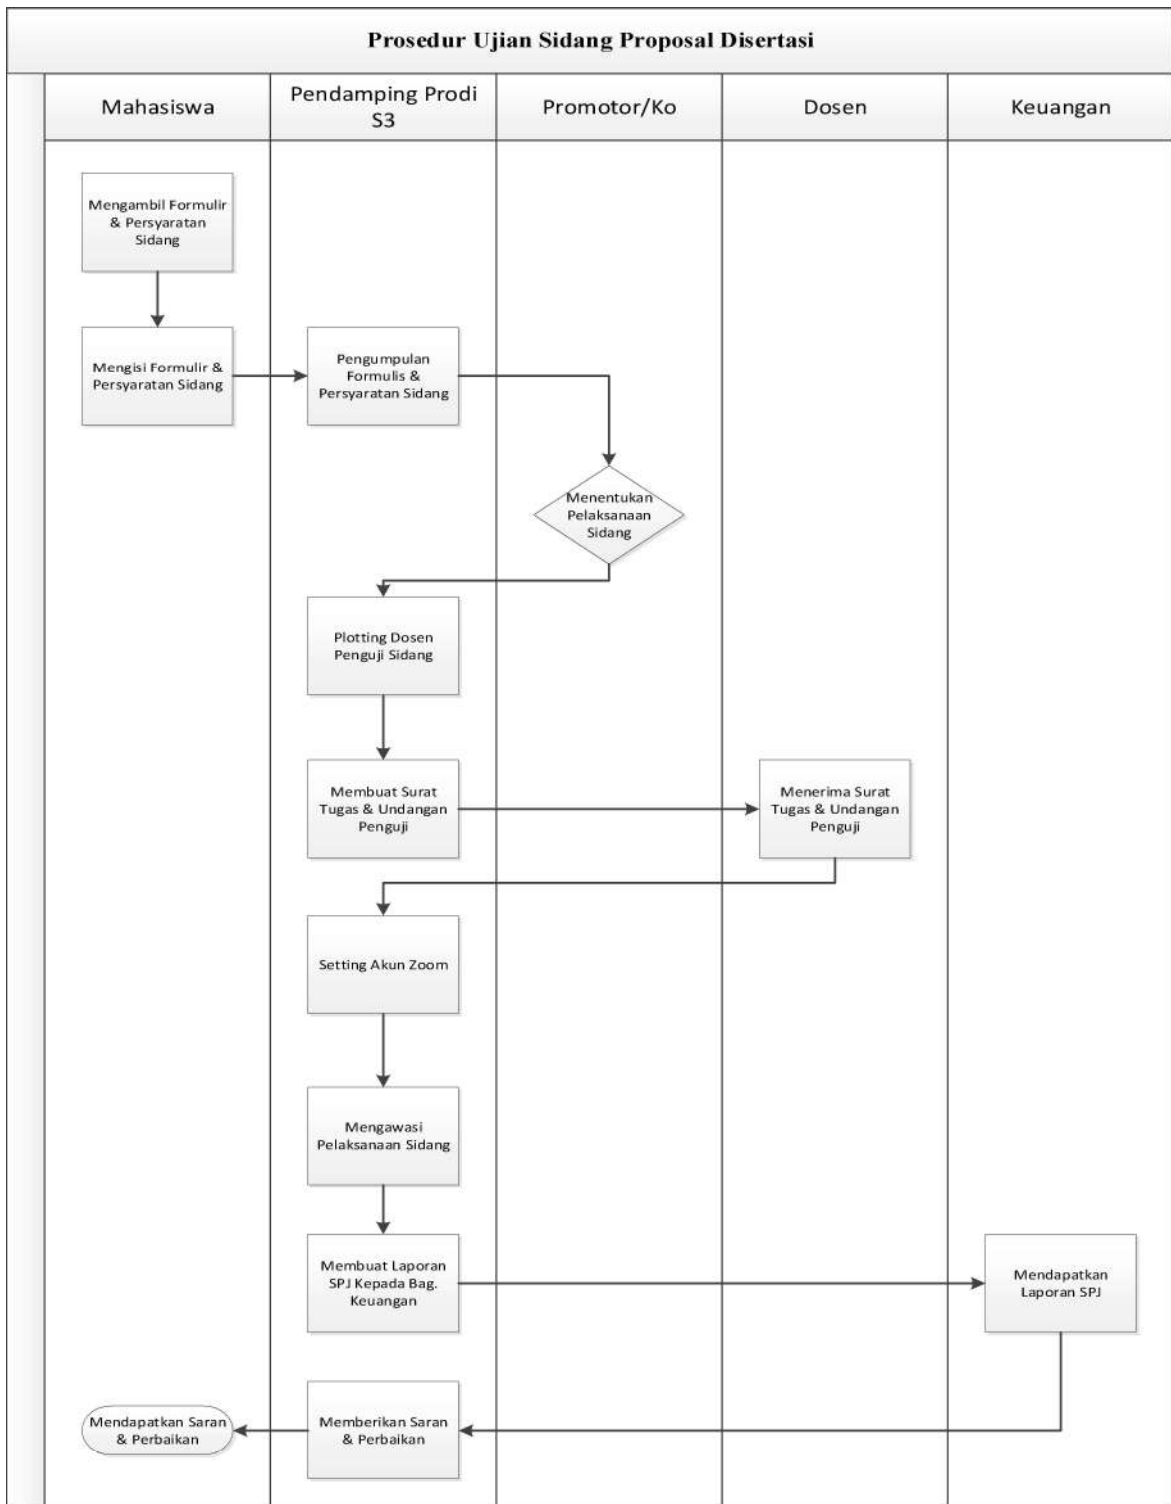 Prosedur Ujian Sidang Proposal Disertasi
Mahasiswa
Pendamping Prodi
S3
Promotor/Ko
Dosen
Keuangan
Mengambil Formulir
& Persyaratan
Sidang
Mengisi Formulir &
Persyaratan Sidang
Pengumpulan
Formulis &
Persyaratan Sidang
Menentukan
Pelaksanaan
Sidang
Plotting Dosen
Penguji Sidang
Membuat Surat
Tugas & Undangan
Penguji
Menerima Surat
Tugas & Undangan
Penguji
Setting Akun Zoom
Mengawasi
Pelaksanaan Sidang
Membuat Laporan
SPJ Kepada Bag.
Keuangan
Mendapatkan
Laporan SPJ
Mendapatkan Saran
& Perbaikan
Memberikan Saran
& Perbaikan